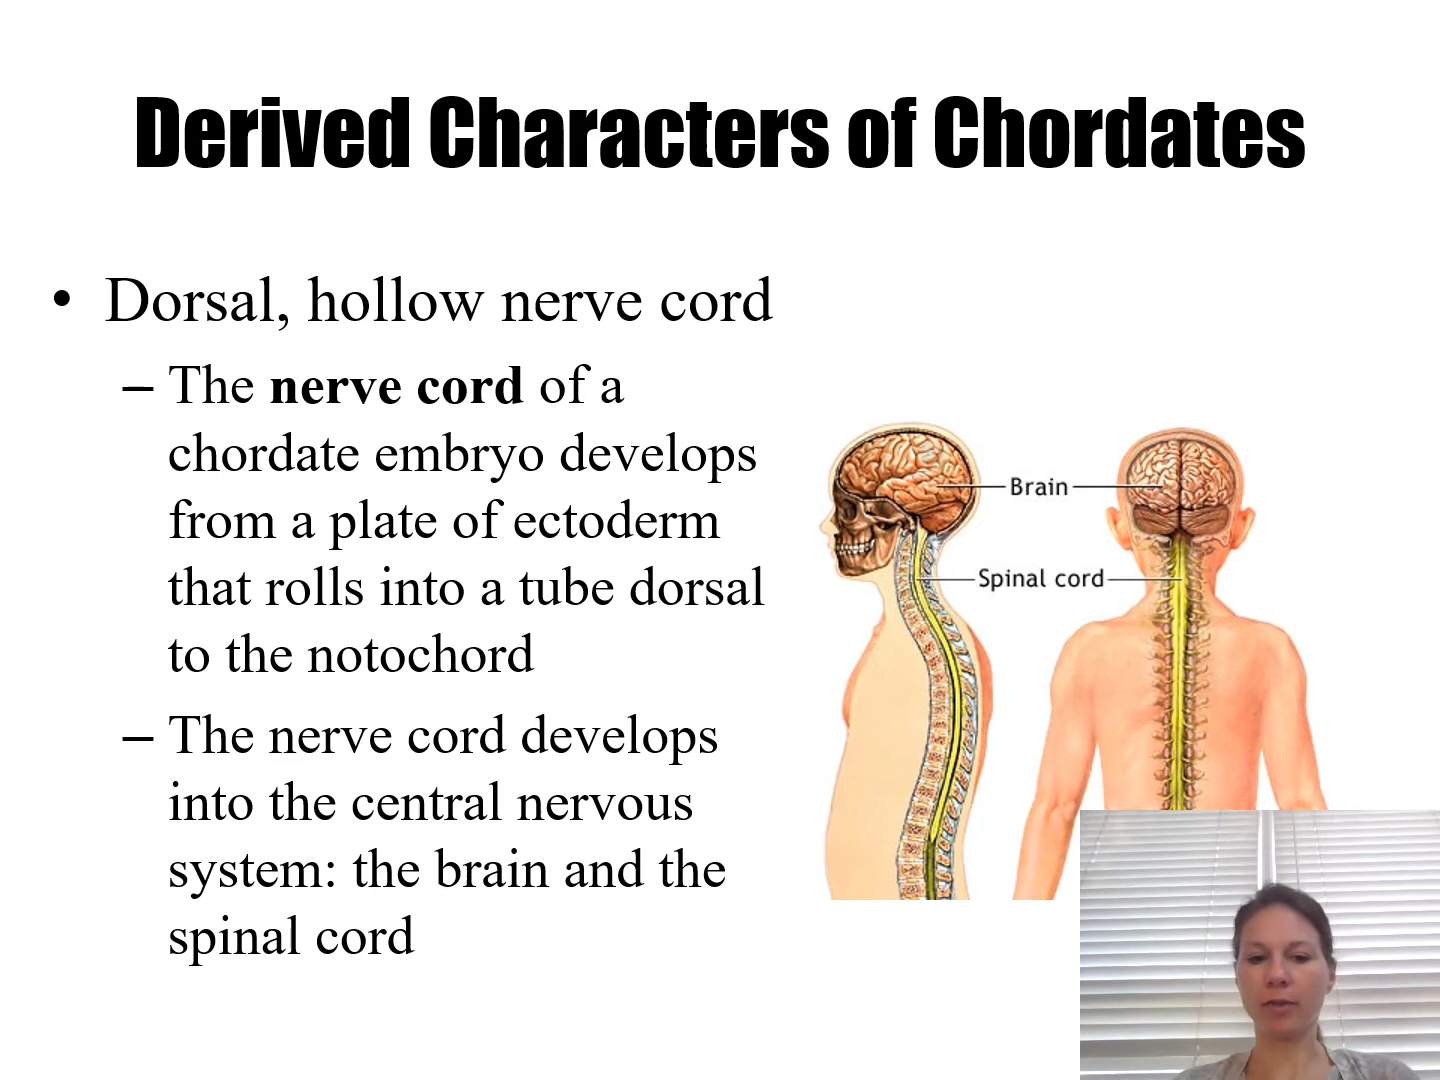 Derived Characters of Chordates
• Dorsal, hollow nerve cord
– The nerve cord of a
chordate embryo develops
from a plate of ectoderm
that rolls into a tube dorsal
to the notochord
– The nerve cord develops
into the central nervous
system: the brain and the
spinal cord
Brain
Spinal cord